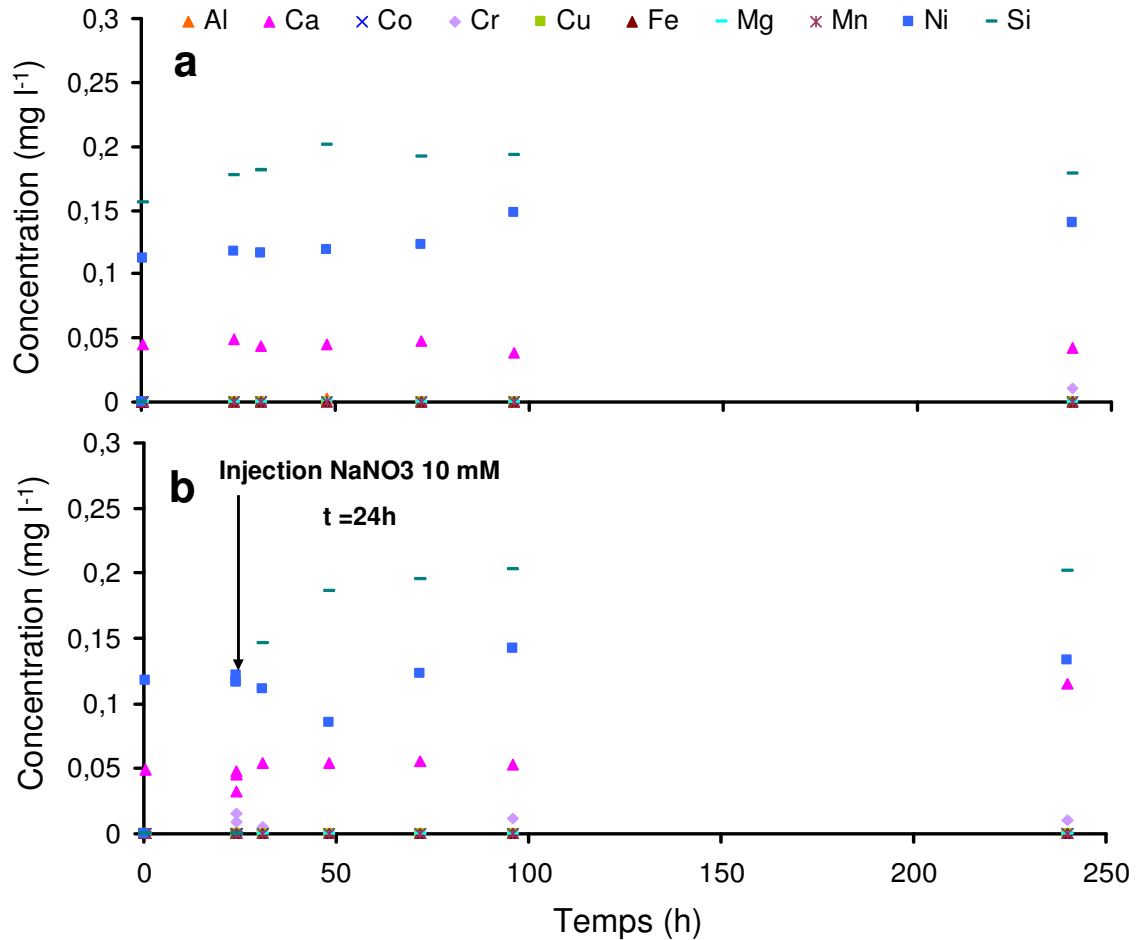 Al Ca Co Cr Cu Fe Mg Mn Ni Si
a
Concentration (mg l⁻¹)
0,3
0,25
0,2
0,15
0,1
0,05
0
b
Injection NaNO3 10 mM
t =24h
Concentration (mg l⁻¹)
0,3
0,25
0,2
0,15
0,1
0,05
0
0 50 100 150 200 250
Temps (h)